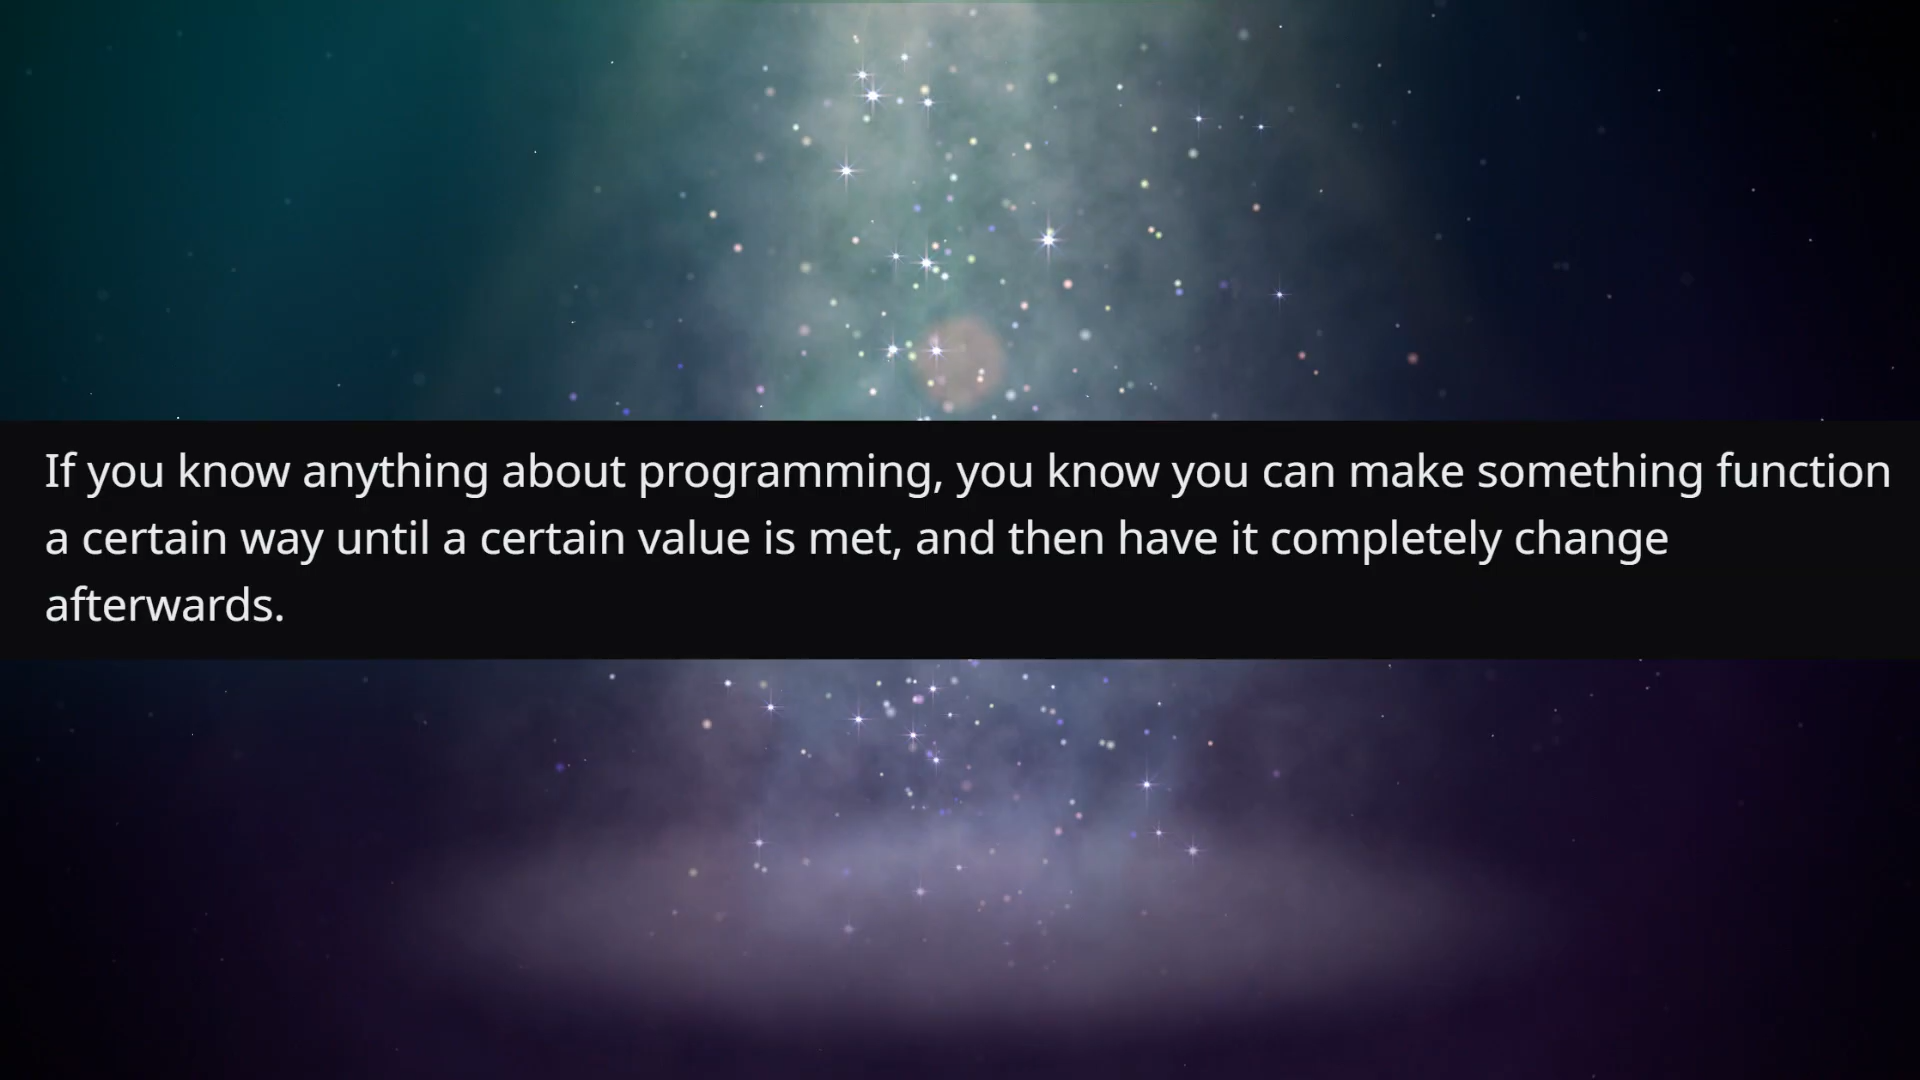 If you know anything about programming, you know you can make something function
a certain way until a certain value is met, and then have it completely change
afterwards.